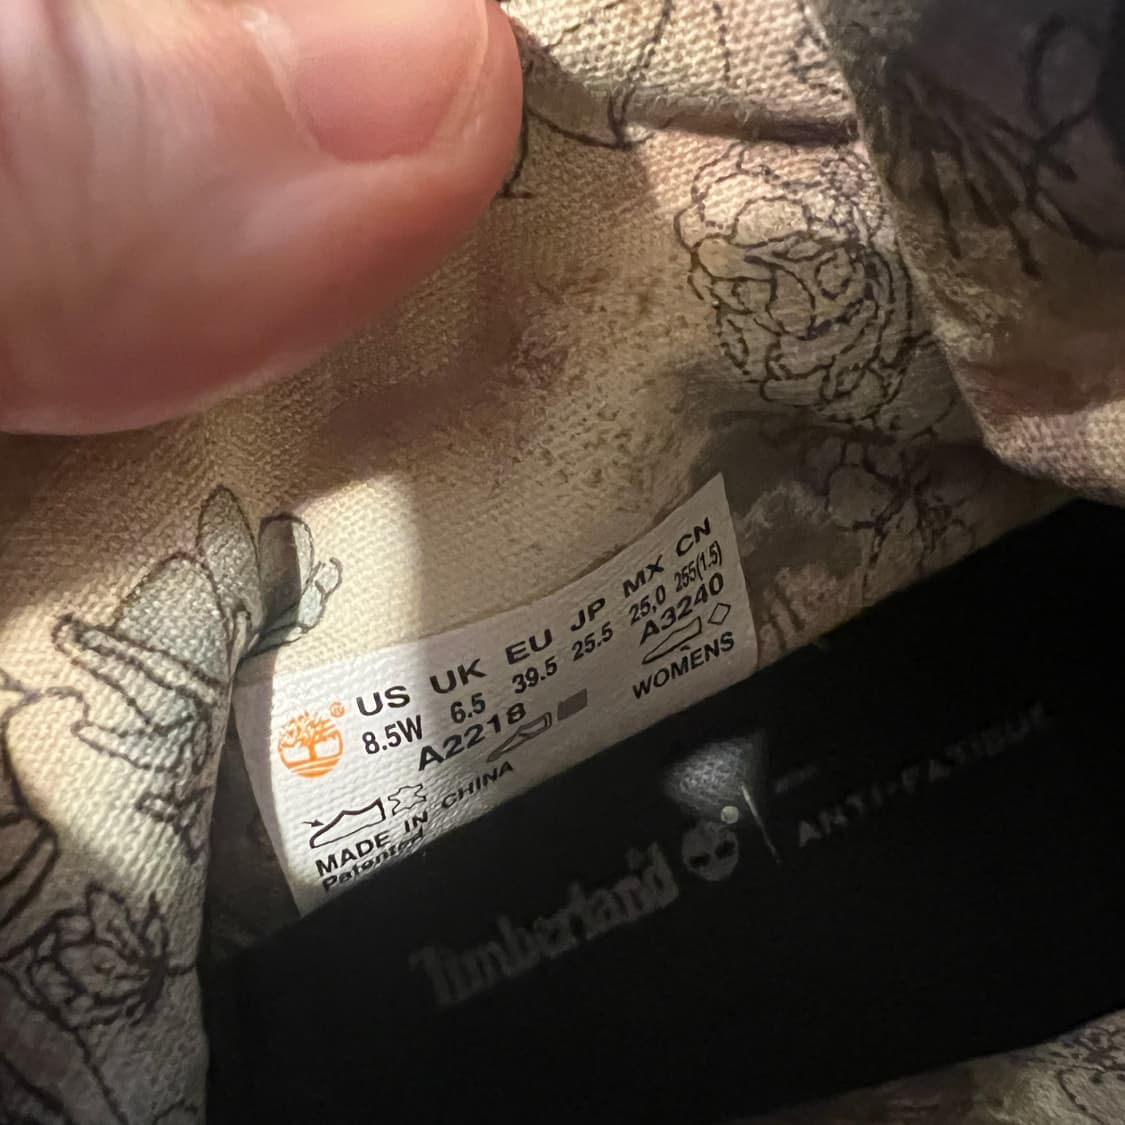 US UK EU JP MX CN
8.5W 6.5 39.5 25.5 25,0 255(1.5)
A2218 A3240
WOMENS
MADE IN CHINA
Patented
Timberland
ANTI-FATIGUE